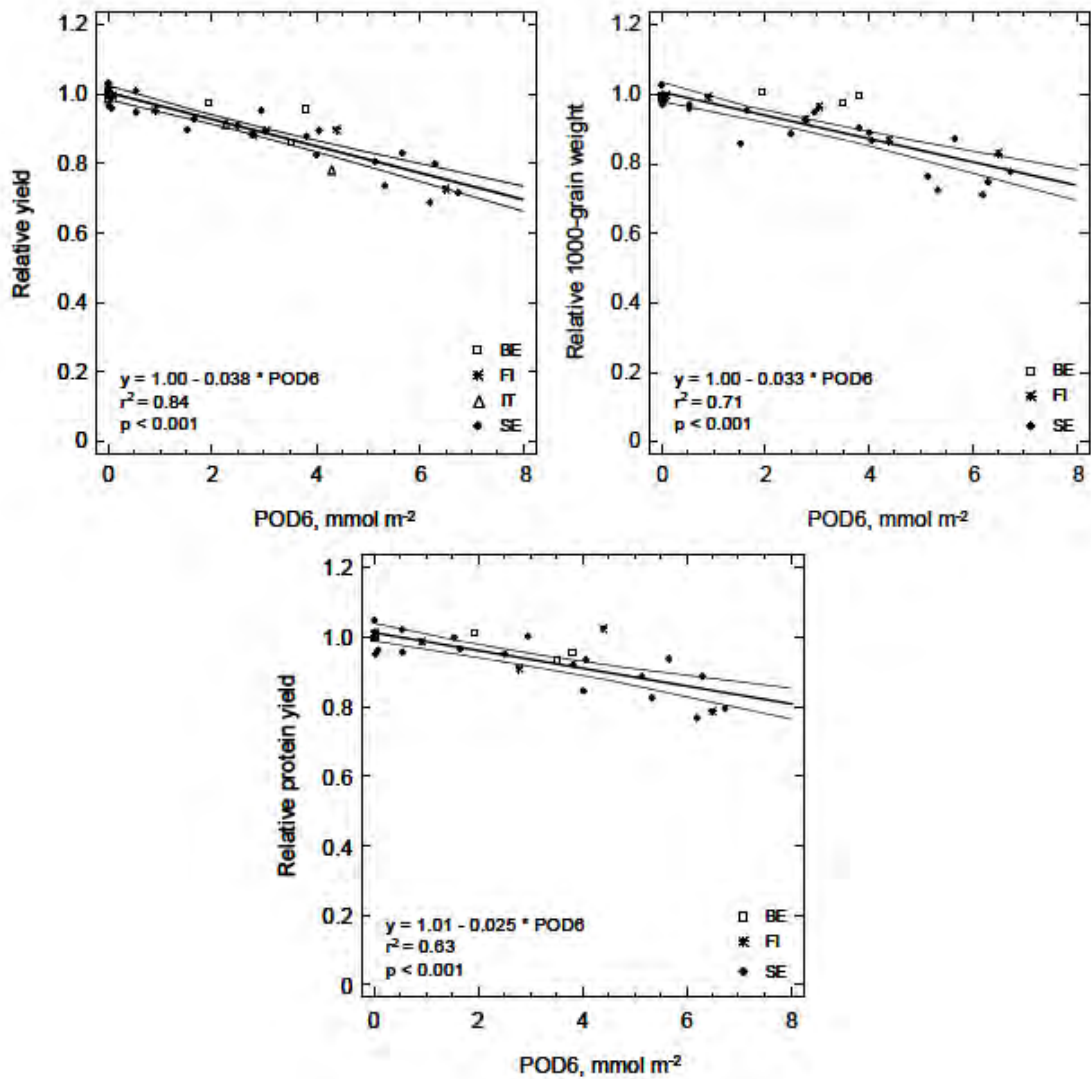 1.2
1.0
0.8
0.6
0.4
0.2
0
Relative yield
BE
FI
IT
SE
y = 1.00 - 0.038 * POD6
r² = 0.84
p < 0.001
0 2 4 6 8
POD6, mmol m⁻²
1.2
1.0
0.8
0.6
0.4
0.2
0
Relative 1000-grain weight
BE
FI
SE
y = 1.00 - 0.033 * POD6
r² = 0.71
p < 0.001
0 2 4 6 8
POD6, mmol m⁻²
1.2
1.0
0.8
0.6
0.4
0.2
0
Relative protein yield
BE
FI
SE
y = 1.01 - 0.025 * POD6
r² = 0.63
p < 0.001
0 2 4 6 8
POD6, mmol m⁻²